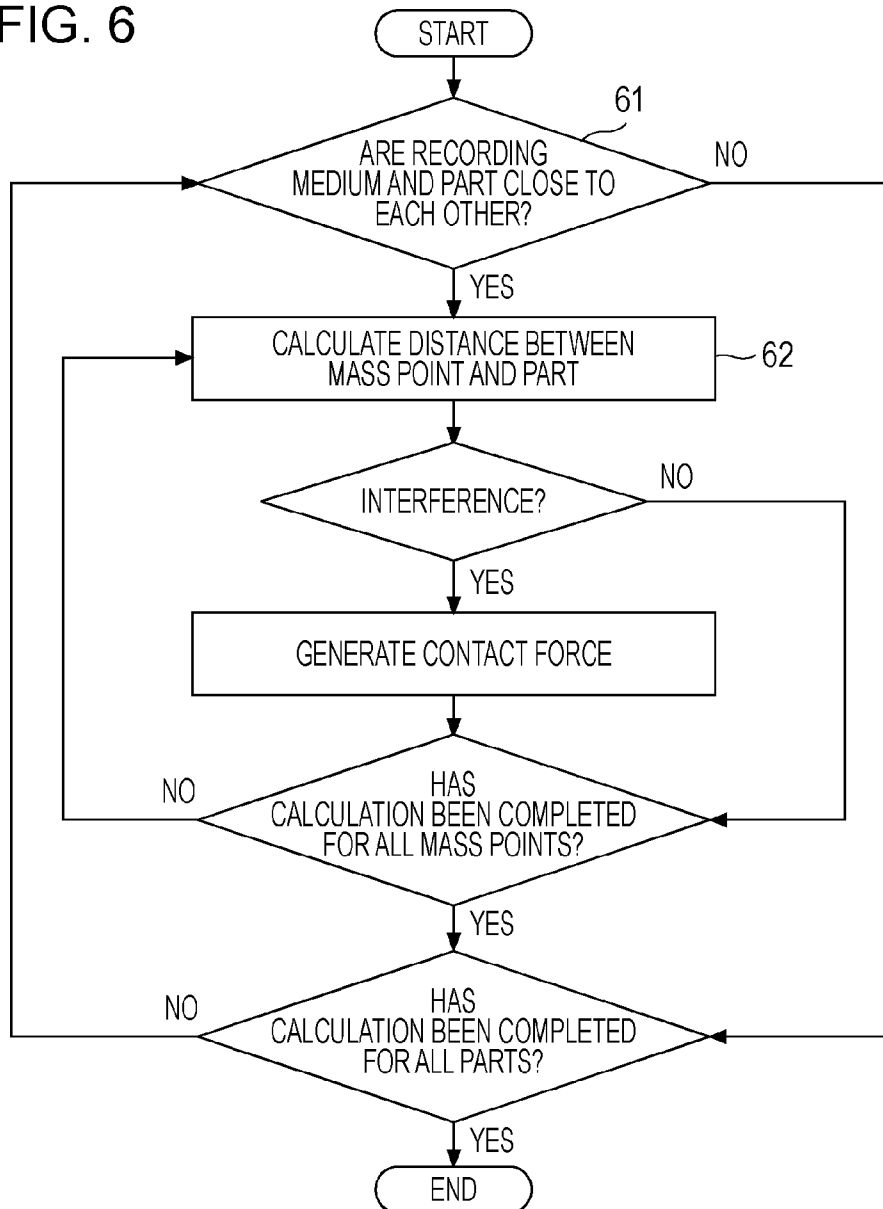 FIG. 6
START
61
ARE RECORDING
MEDIUM AND PART CLOSE TO
EACH OTHER?
NO
YES
CALCULATE DISTANCE BETWEEN
MASS POINT AND PART
62
INTERFERENCE?
NO
YES
GENERATE CONTACT FORCE
HAS
CALCULATION BEEN COMPLETED
FOR ALL MASS POINTS?
NO
YES
HAS
CALCULATION BEEN COMPLETED
FOR ALL PARTS?
NO
YES
END